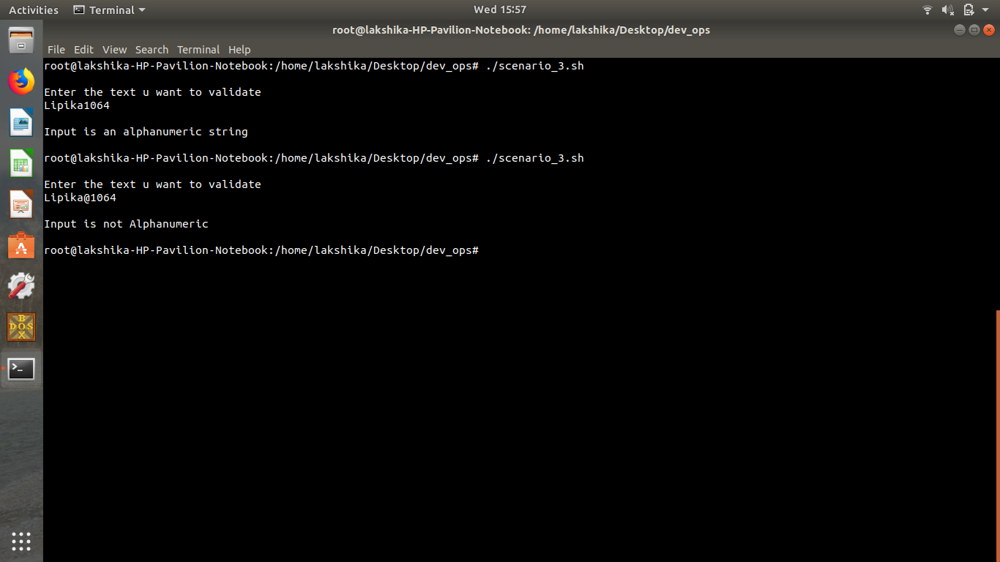 Activities Terminal Wed 15:57
root@lakshika-HP-Pavilion-Notebook: /home/lakshika/Desktop/dev_ops
File Edit View Search Terminal Help
root@lakshika-HP-Pavilion-Notebook:/home/lakshika/Desktop/dev_ops# ./scenario_3.sh
Enter the text u want to validate
Lipika1064
Input is an alphanumeric string
root@lakshika-HP-Pavilion-Notebook:/home/lakshika/Desktop/dev_ops# ./scenario_3.sh
Enter the text u want to validate
Lipika@1064
Input is not Alphanumeric
root@lakshika-HP-Pavilion-Notebook:/home/lakshika/Desktop/dev_ops#
B
DOS
X